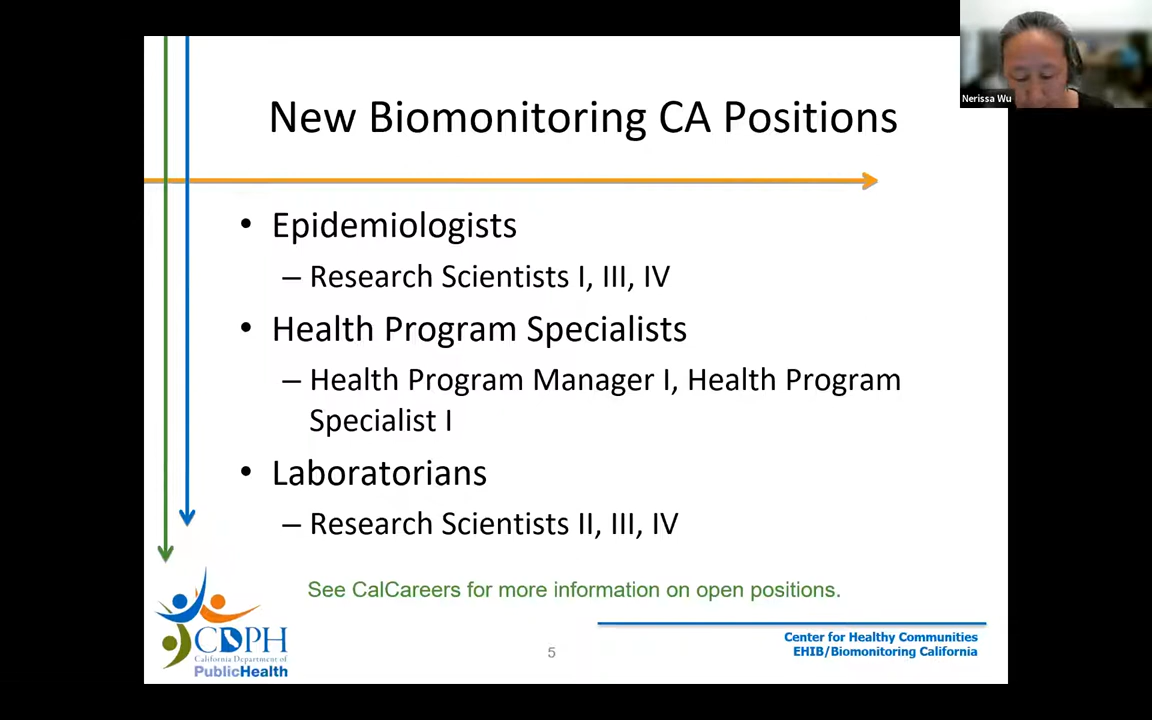 Nerissa Wu
New Biomonitoring CA Positions
• Epidemiologists
– Research Scientists I, III, IV
• Health Program Specialists
– Health Program Manager I, Health Program
Specialist I
• Laboratorians
– Research Scientists II, III, IV
See CalCareers for more information on open positions.
CDPH
California Department of
PublicHealth
5
Center for Healthy Communities
EHIB/Biomonitoring California